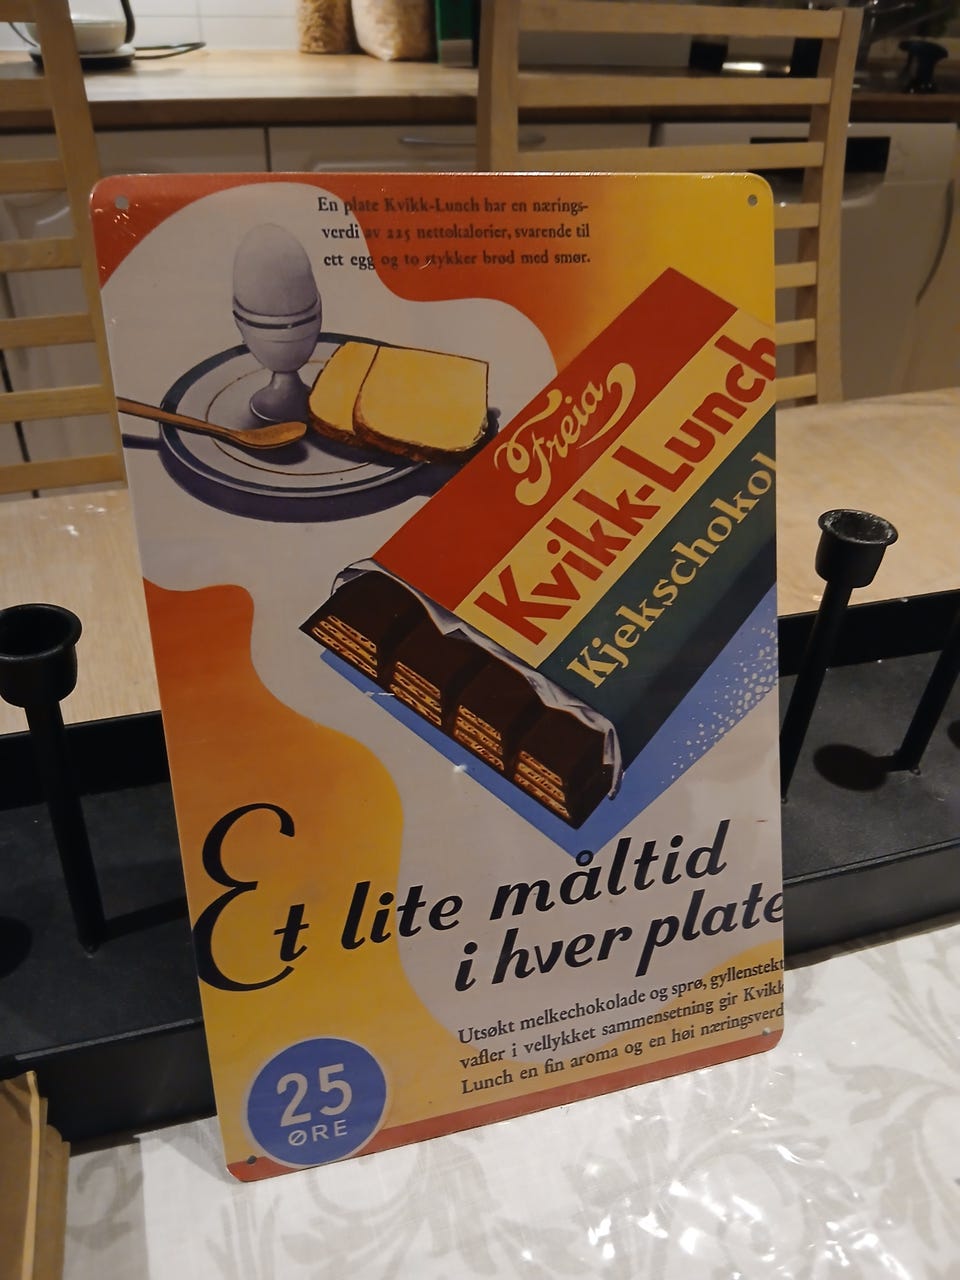 En plate Kvikk-Lunch har en nærings-
verdi av 225 nettokalorier, svarende til
ett egg og to stykker brød med smør.
Freia
Kvikk-Lunch
Kjeksschokol
Et lite måltid
i hver plate
Utsøkt melkechokolade og sprø, gyllenstekt
vafler i vellykket sammensetning gir Kvikk
Lunch en fin aroma og en høi næringsverd
25
ØRE